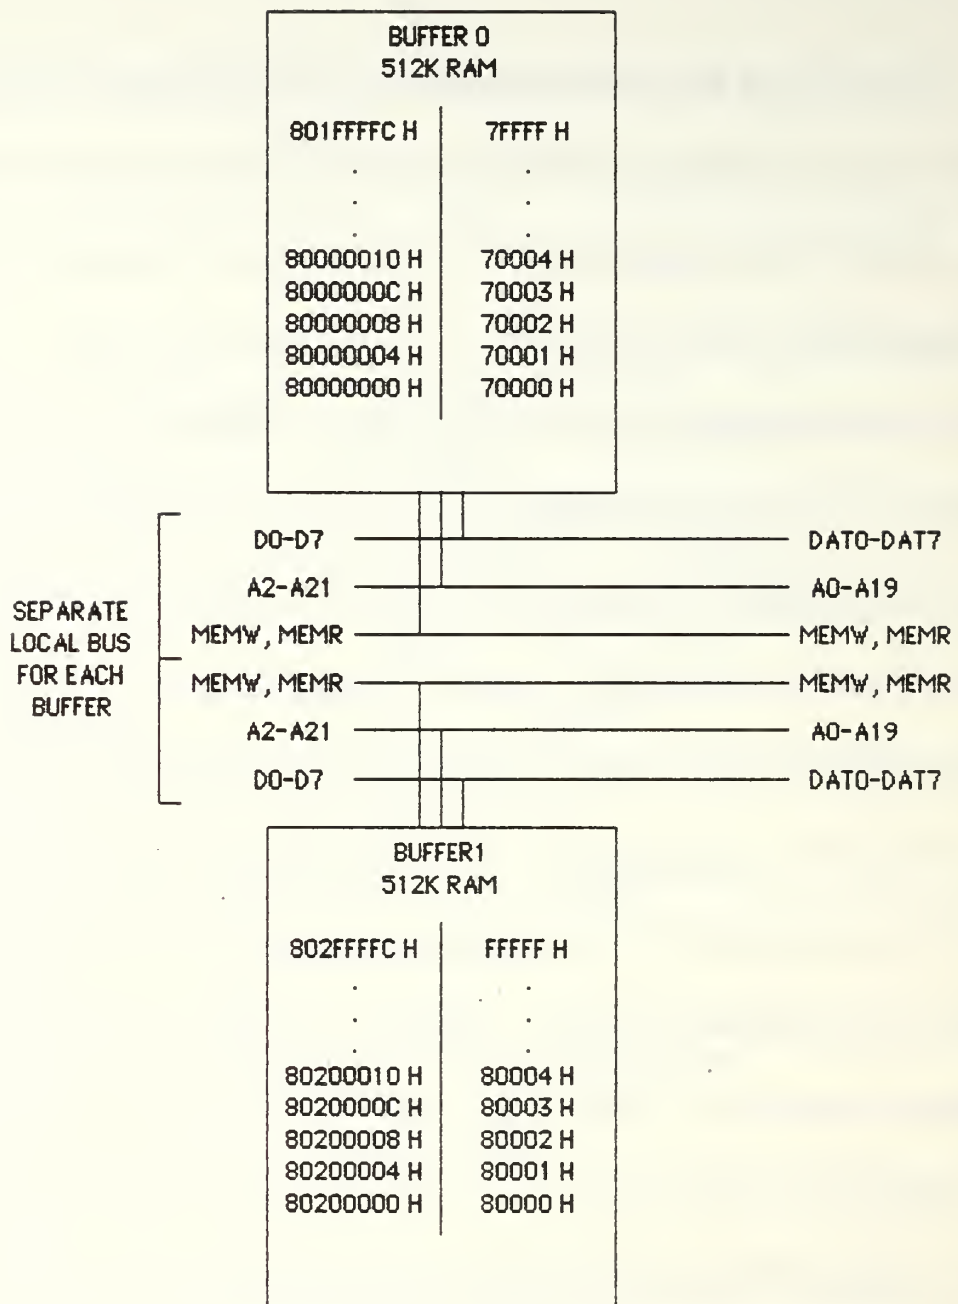 BUFFER 0
512K RAM
801FFFFC H 7FFFF H
. .
. .
. .
80000010 H 70004 H
8000000C H 70003 H
80000008 H 70002 H
80000004 H 70001 H
80000000 H 70000 H
D0-D7 DAT0-DAT7
A2-A21 A0-A19
MEMW, MEMR MEMW, MEMR
SEPARATE
LOCAL BUS
FOR EACH
BUFFER
MEMW, MEMR MEMW, MEMR
A2-A21 A0-A19
D0-D7 DAT0-DAT7
BUFFER1
512K RAM
802FFFFC H FFFFF H
. .
. .
. .
80200010 H 80004 H
8020000C H 80003 H
80200008 H 80002 H
80200004 H 80001 H
80200000 H 80000 H